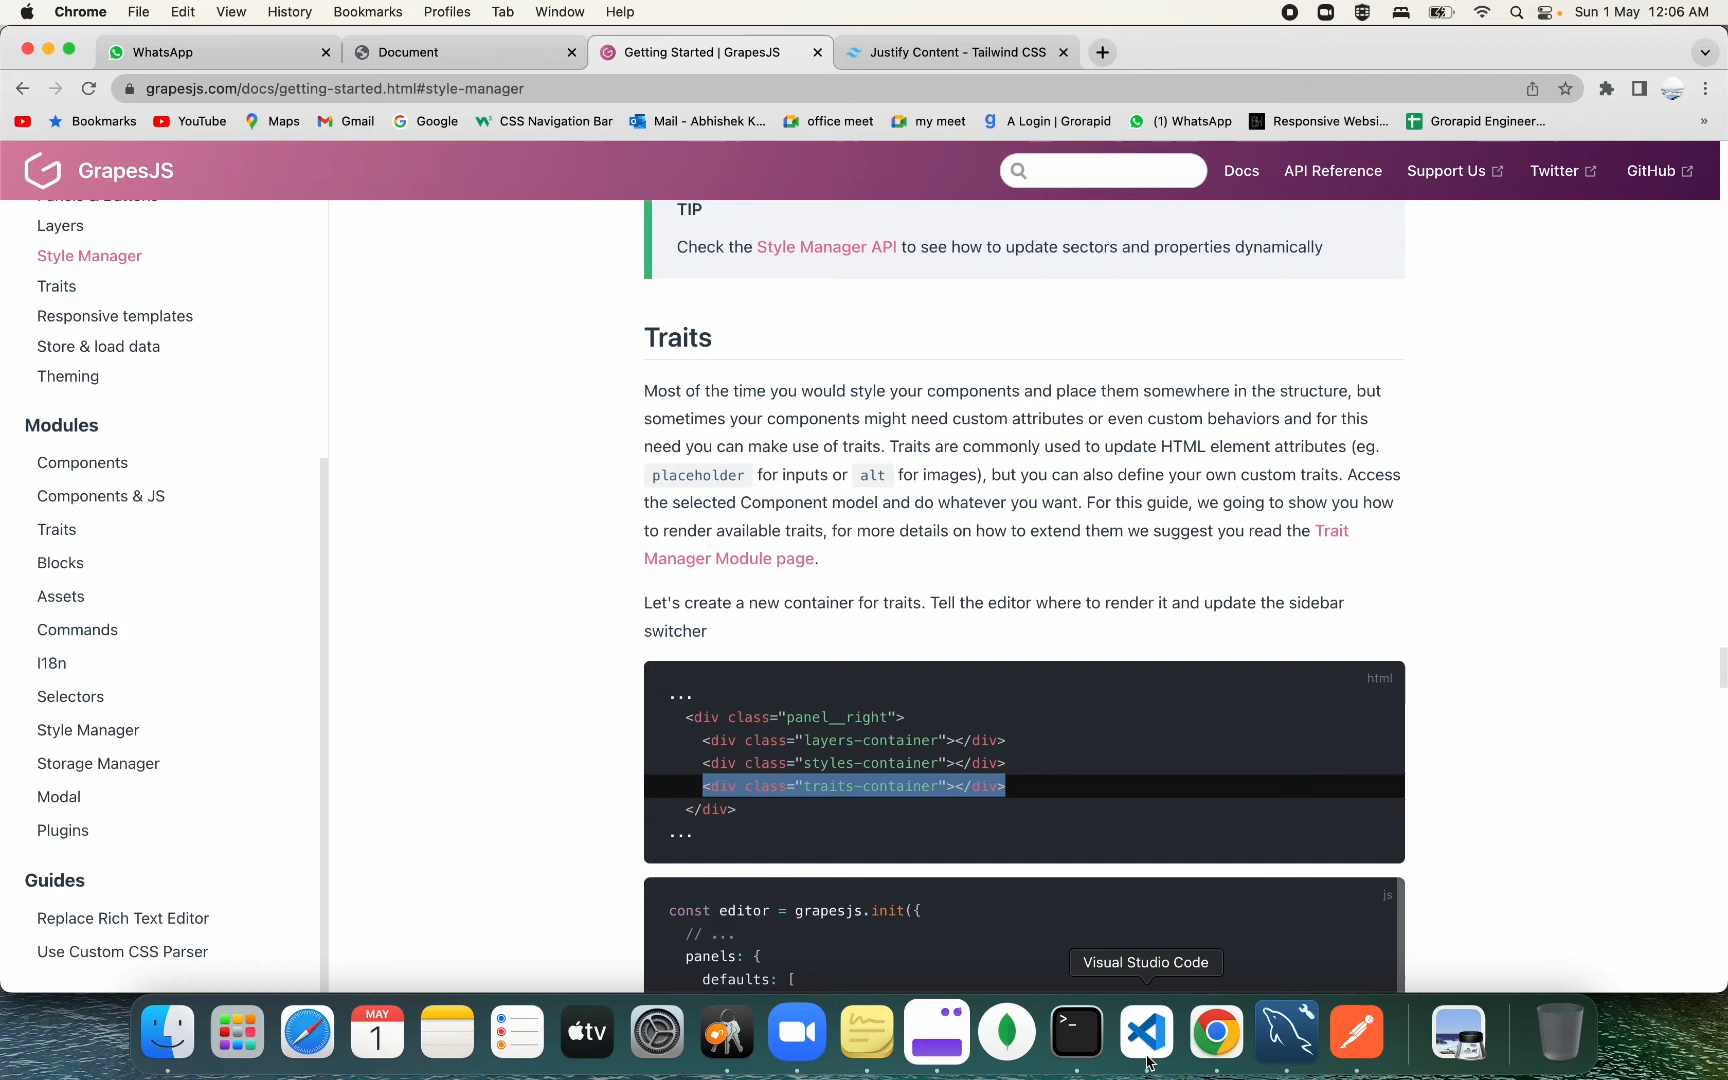 Chrome File Edit View History Bookmarks Profiles Tab Window Help Sun 1 May 12:06 AM
WhatsApp Document Getting Started | GrapesJS Justify Content - Tailwind CSS
grapesjs.com/docs/getting-started.html#style-manager
Bookmarks YouTube Maps Gmail Google CSS Navigation Bar Mail - Abhishek K... office meet my meet A Login | Grorapid (1) WhatsApp Responsive Websi... Grorapid Engineer... »
GrapesJS Docs API Reference Support Us Twitter GitHub
Layers
Style Manager
Traits
Responsive templates
Store & load data
Theming
Modules
Components
Components & JS
Traits
Blocks
Assets
Commands
I18n
Selectors
Style Manager
Storage Manager
Modal
Plugins
Guides
Replace Rich Text Editor
Use Custom CSS Parser
TIP
Check the Style Manager API to see how to update sectors and properties dynamically
Traits
Most of the time you would style your components and place them somewhere in the structure, but
sometimes your components might need custom attributes or even custom behaviors and for this
need you can make use of traits. Traits are commonly used to update HTML element attributes (eg.
placeholder for inputs or alt for images), but you can also define your own custom traits. Access
the selected Component model and do whatever you want. For this guide, we going to show you how
to render available traits, for more details on how to extend them we suggest you read the Trait
Manager Module page.
Let's create a new container for traits. Tell the editor where to render it and update the sidebar
switcher
html
...
<div class="panel__right">
<div class="layers-container"></div>
<div class="styles-container"></div>
<div class="traits-container"></div>
</div>
...
js
const editor = grapesjs.init({
// ...
panels: {
defaults: [
Visual Studio Code
MAY
1
tv
>_